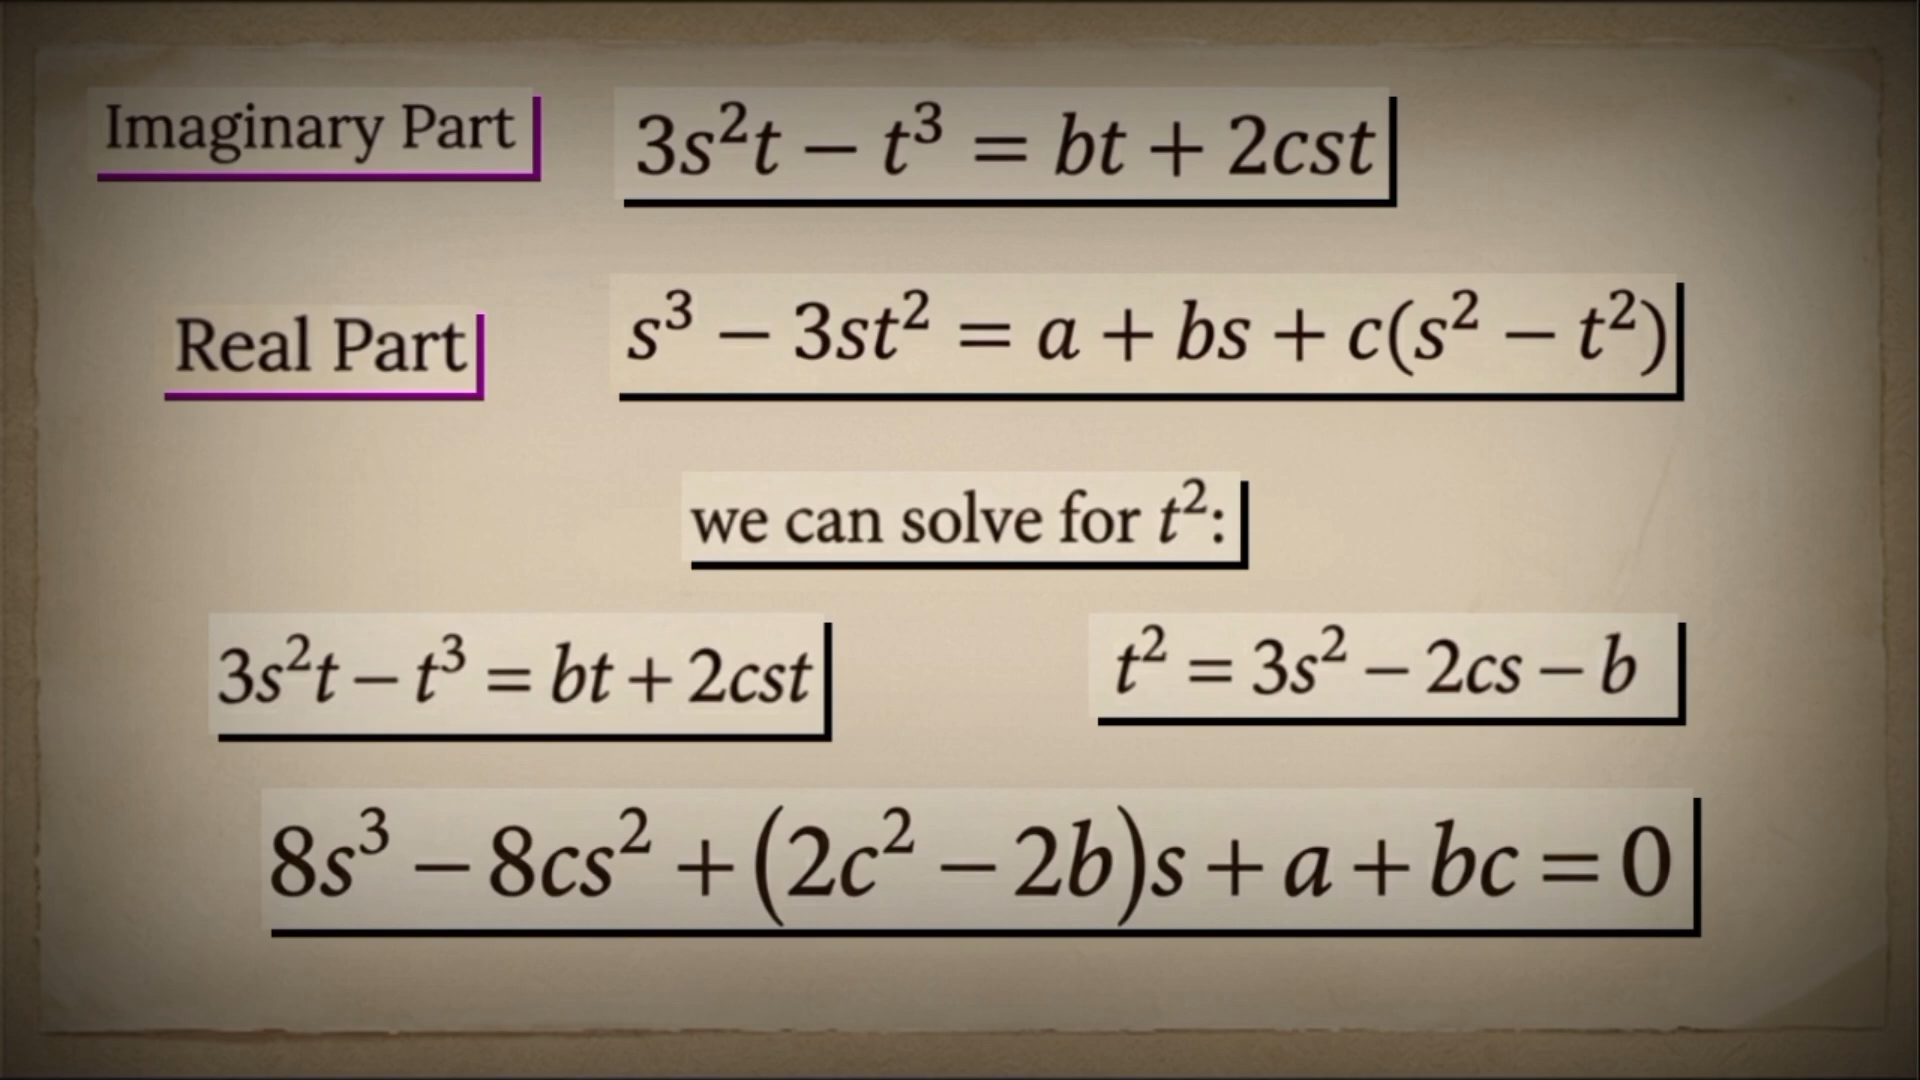 Imaginary Part
3s²t − t³ = bt + 2cst
Real Part
s³ − 3st² = a + bs + c(s² − t²)
we can solve for t²:
3s²t − t³ = bt + 2cst
t² = 3s² − 2cs − b
8s³ − 8cs² + (2c² − 2b)s + a + bc = 0